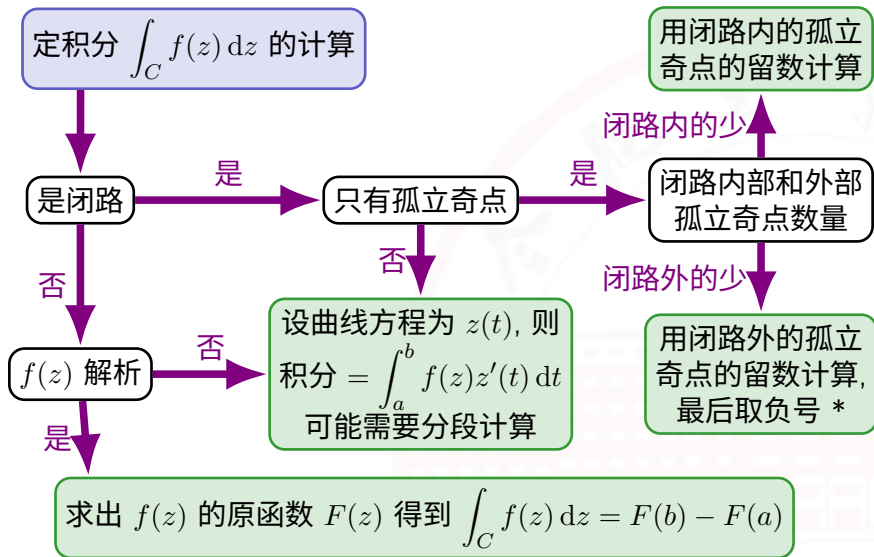 定积分 ∫_C f(z) dz 的计算
用闭路内的孤立
奇点的留数计算
闭路内的少
是闭路
是
只有孤立奇点
是
闭路内部和外部
孤立奇点数量
否
否
闭路外的少
f(z) 解析
否
设曲线方程为 z(t), 则
积分 = ∫_a^b f(z)z′(t) dt
可能需要分段计算
用闭路外的孤立
奇点的留数计算,
最后取负号 *
是
求出 f(z) 的原函数 F(z) 得到 ∫_C f(z) dz = F(b) − F(a)